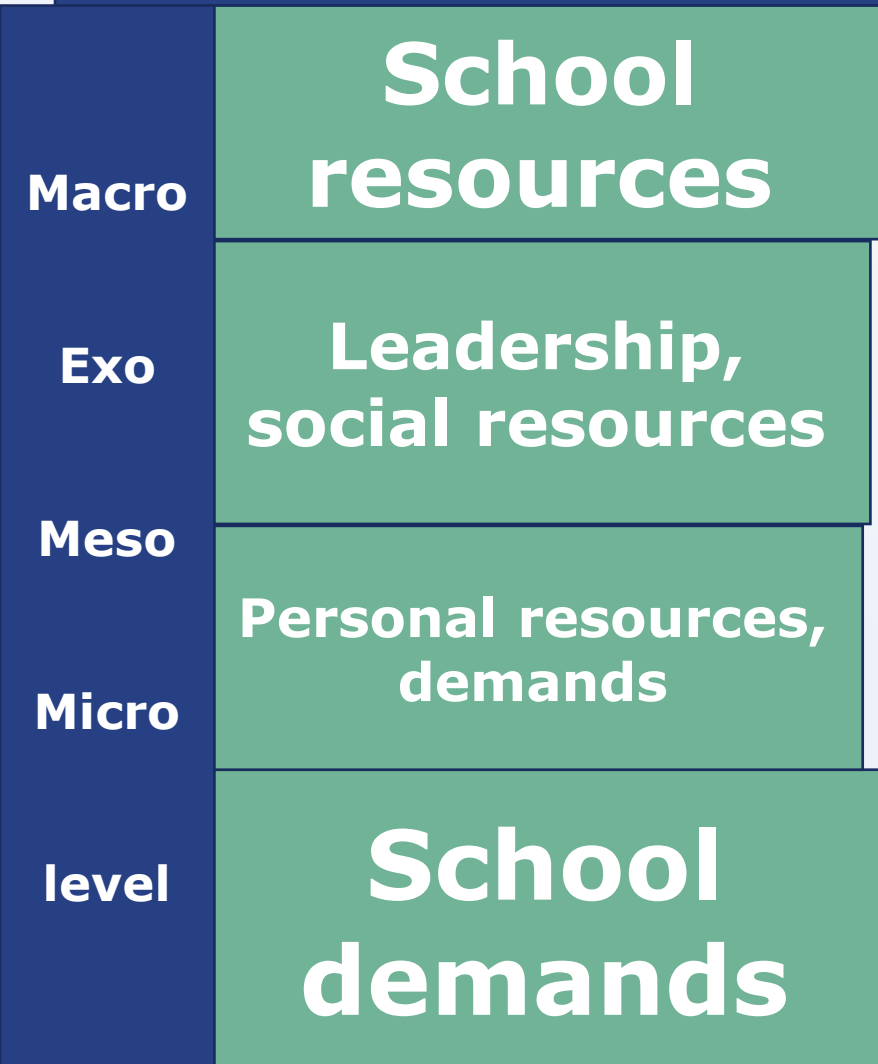 Macro
Exo
Meso
Micro
level
School
resources
Leadership,
social resources
Personal resources,
demands
School
demands